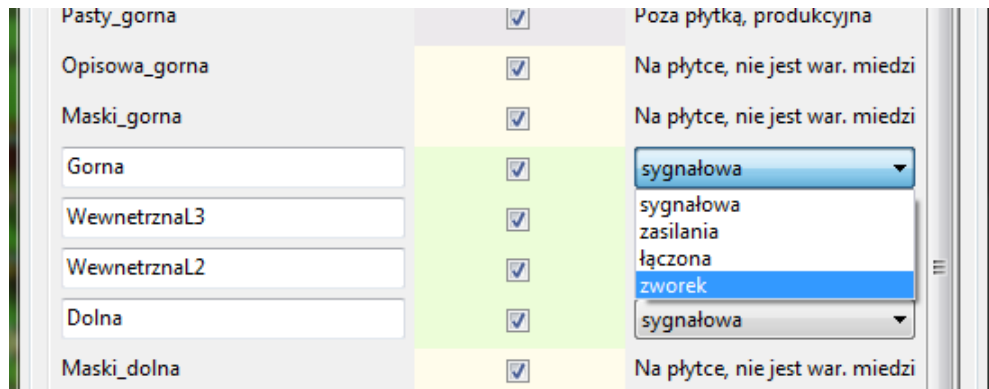 Pasty_gorna Poza płytką, produkcyjna
Opisowa_gorna Na płytce, nie jest war. miedzi
Maski_gorna Na płytce, nie jest war. miedzi
Gorna sygnałowa
sygnałowa
WewnetrznaL3 zasilania
łączona
WewnetrznaL2 zworek
Dolna sygnałowa
Maski_dolna Na płytce, nie jest war. miedzi